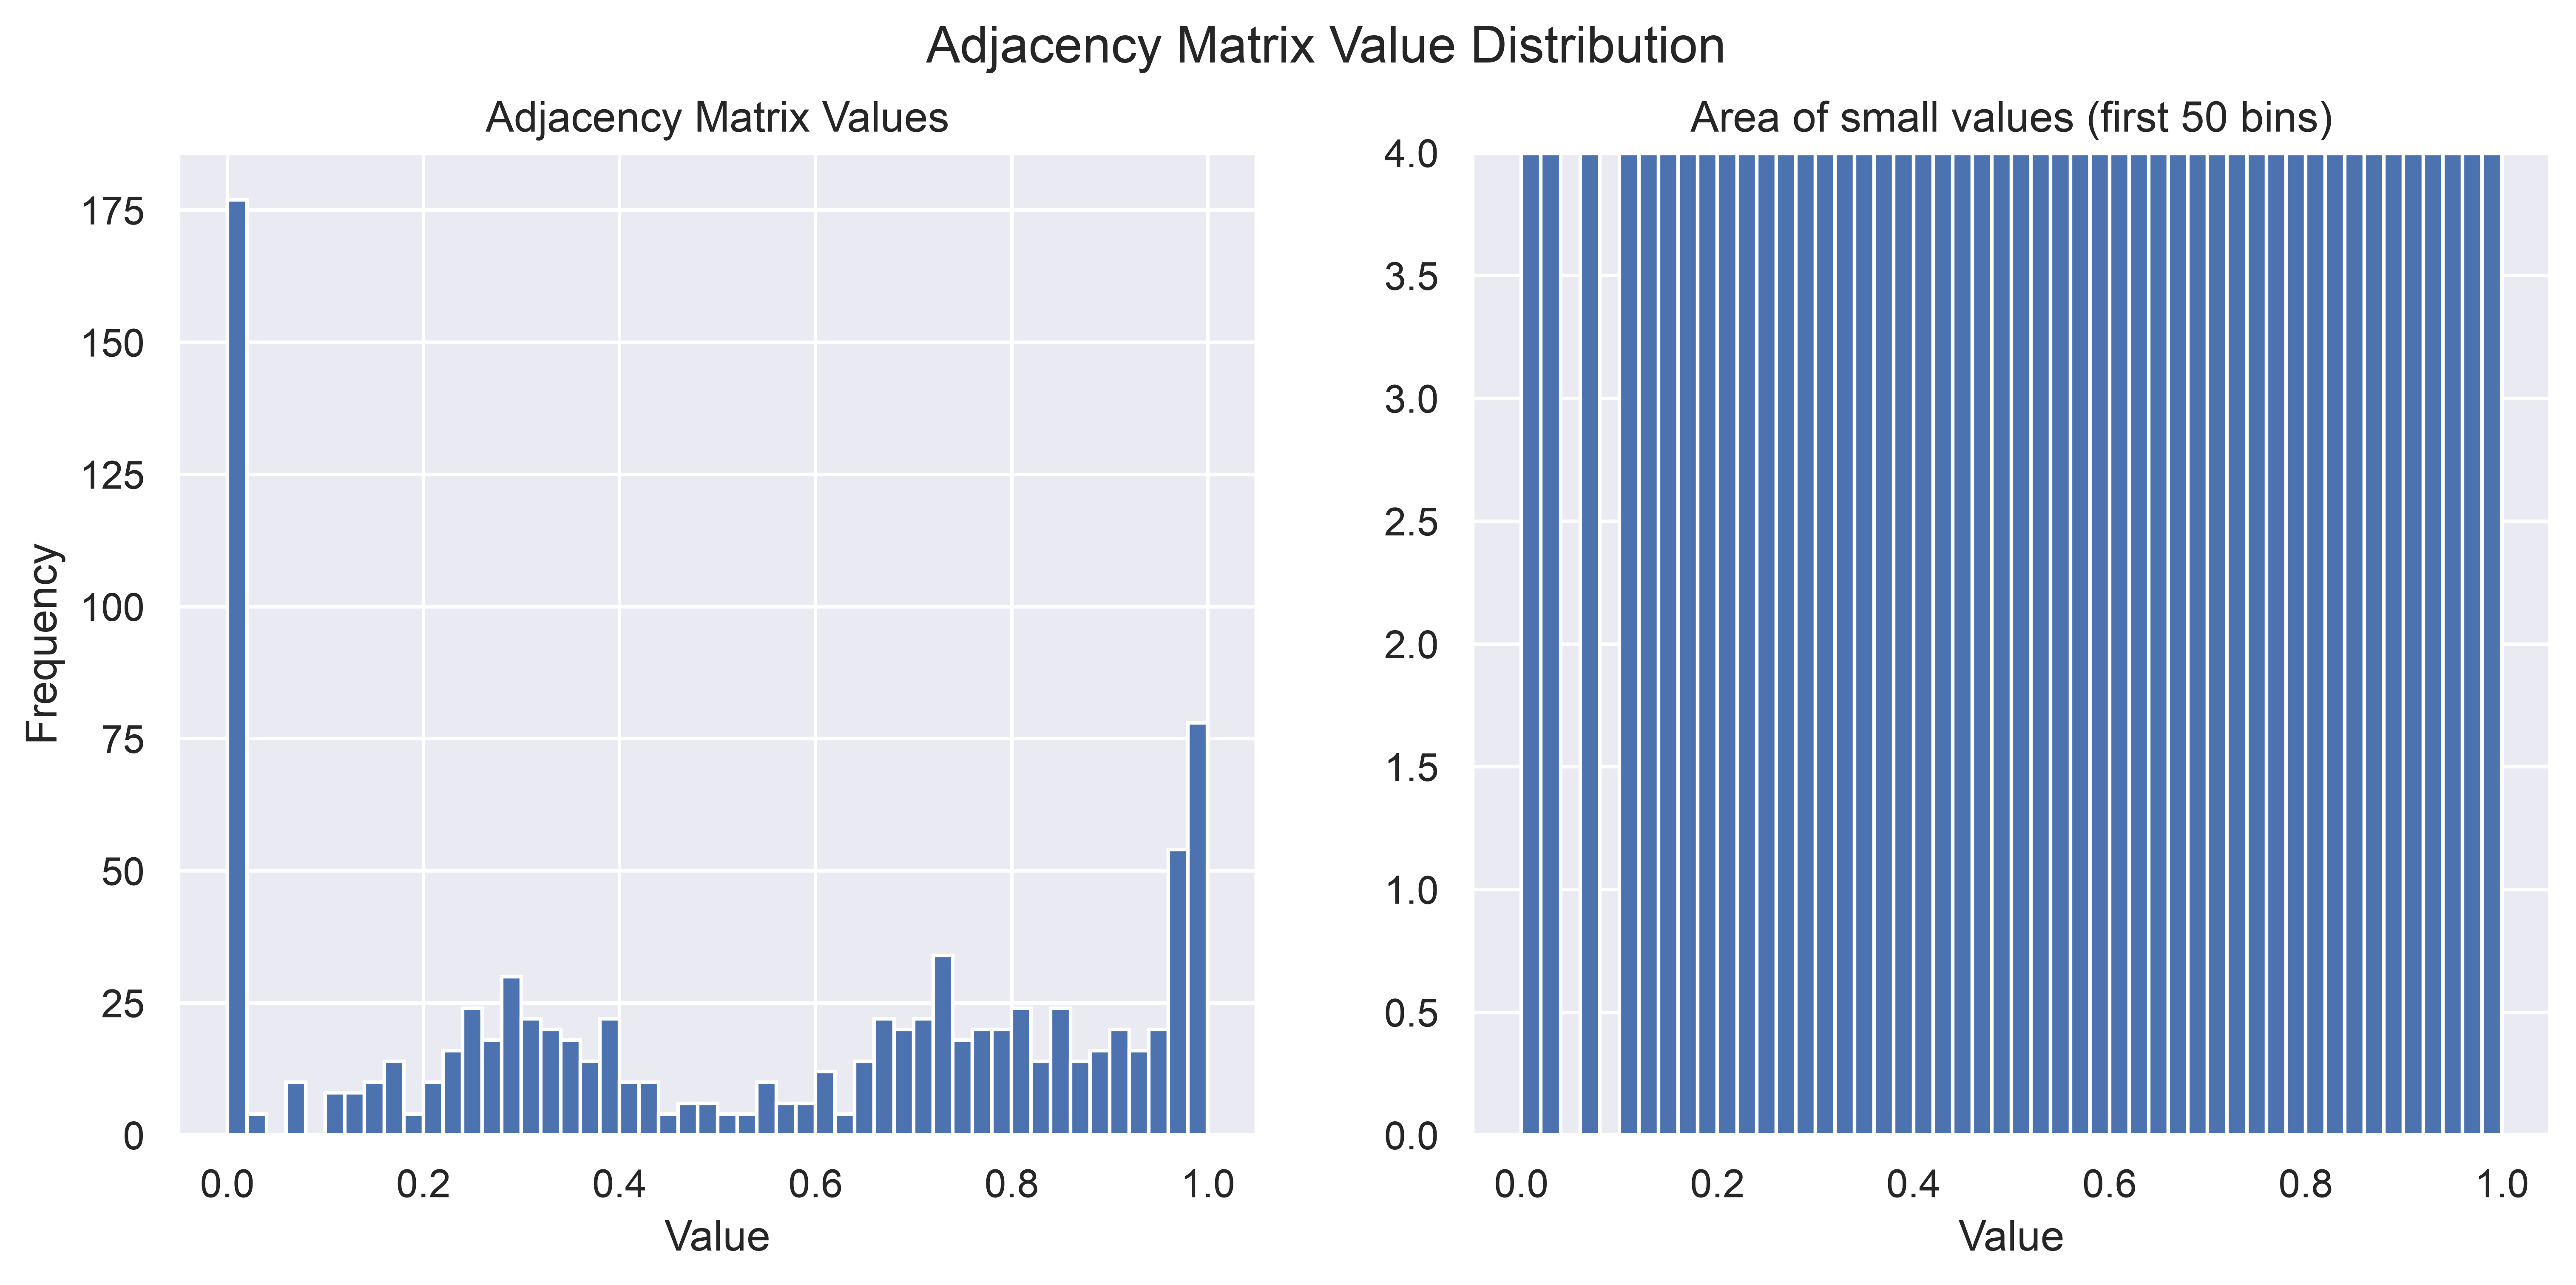 Adjacency Matrix Value Distribution
Adjacency Matrix Values
175
150
125
100
75
50
25
0
Frequency
0.0 0.2 0.4 0.6 0.8 1.0
Value
Area of small values (first 50 bins)
4.0
3.5
3.0
2.5
2.0
1.5
1.0
0.5
0.0
0.0 0.2 0.4 0.6 0.8 1.0
Value